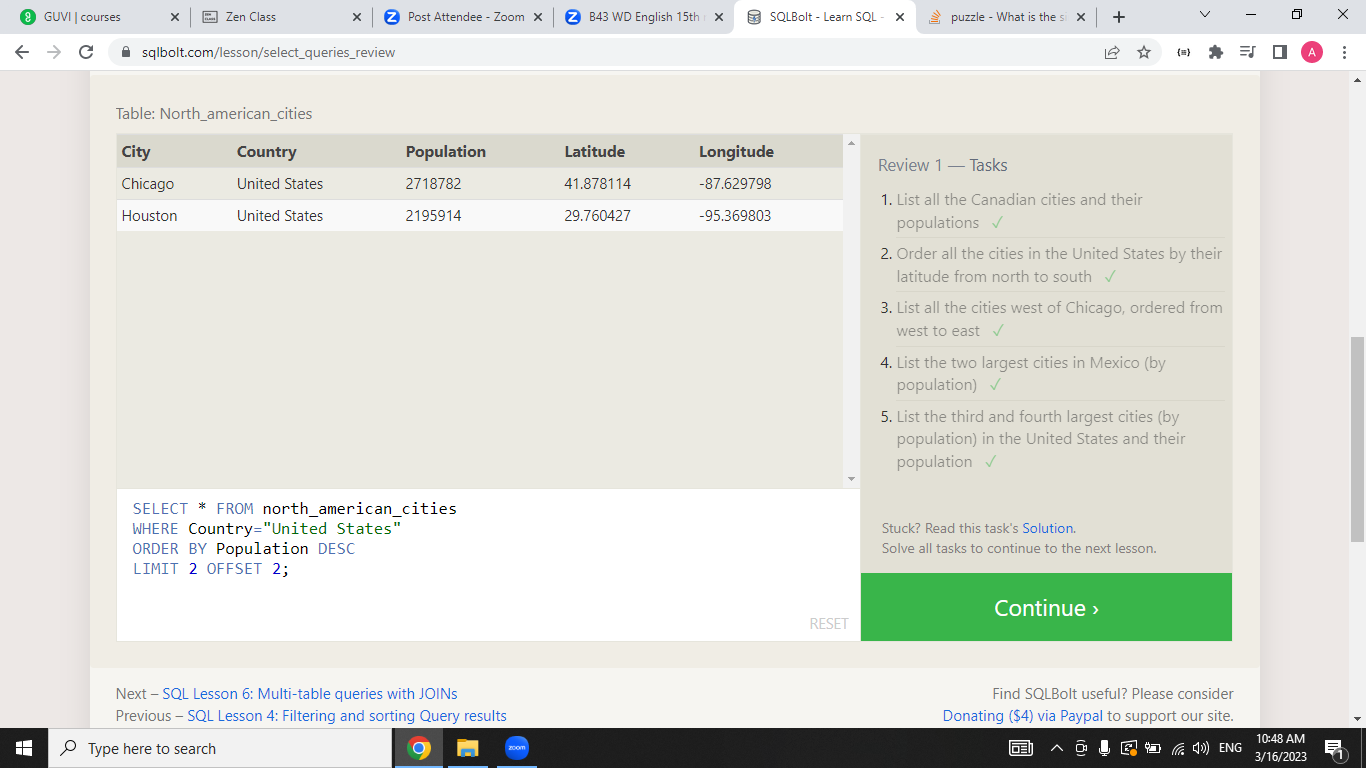 GUVI | courses
Zen Class
Post Attendee - Zoom
B43 WD English 15th
SQLBolt - Learn SQL -
puzzle - What is the si
sqlbolt.com/lesson/select_queries_review
A
Table: North_american_cities
City Country Population Latitude Longitude
Chicago United States 2718782 41.878114 -87.629798
Houston United States 2195914 29.760427 -95.369803
Review 1 — Tasks
1. List all the Canadian cities and their
populations ✓
2. Order all the cities in the United States by their
latitude from north to south ✓
3. List all the cities west of Chicago, ordered from
west to east ✓
4. List the two largest cities in Mexico (by
population) ✓
5. List the third and fourth largest cities (by
population) in the United States and their
population ✓
SELECT * FROM north_american_cities
WHERE Country="United States"
ORDER BY Population DESC
LIMIT 2 OFFSET 2;
RESET
Stuck? Read this task's Solution.
Solve all tasks to continue to the next lesson.
Continue ›
Next – SQL Lesson 6: Multi-table queries with JOINs
Previous – SQL Lesson 4: Filtering and sorting Query results
Find SQLBolt useful? Please consider
Donating ($4) via Paypal to support our site.
Type here to search
zoom
ENG
10:48 AM
3/16/2023
1